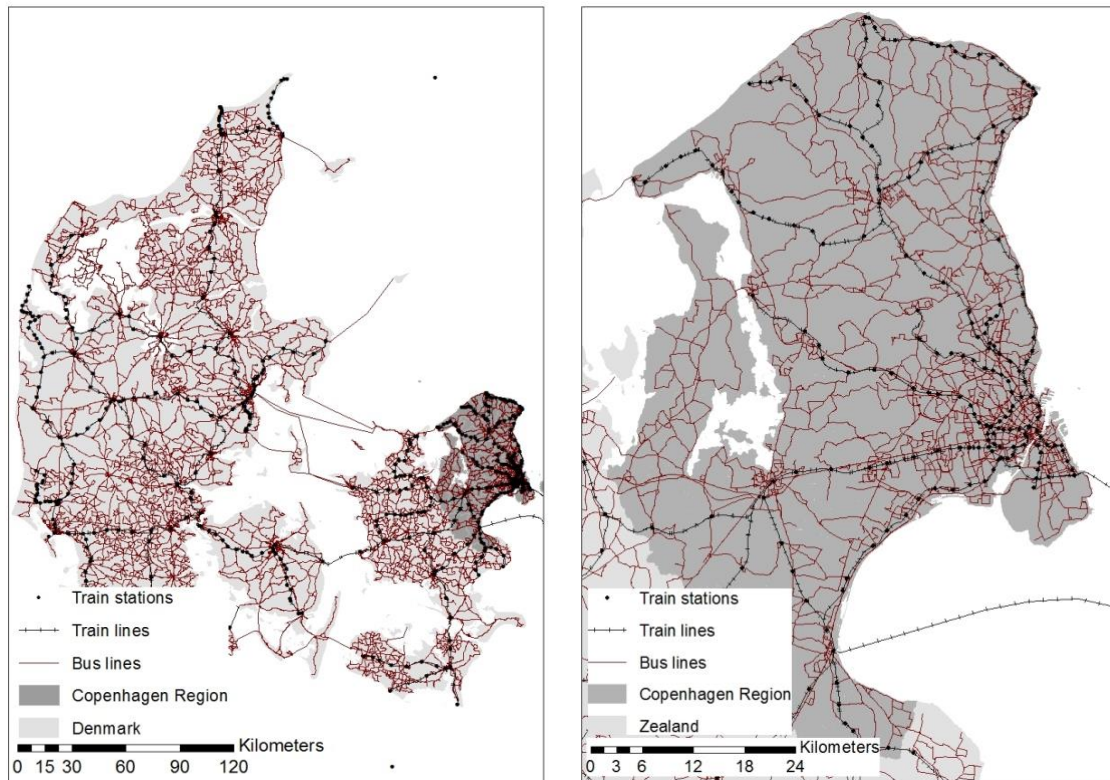 Train stations
Train lines
Bus lines
Copenhagen Region
Denmark
Kilometers
0 15 30 60 90 120
Train stations
Train lines
Bus lines
Copenhagen Region
Zealand
Kilometers
0 3 6 12 18 24